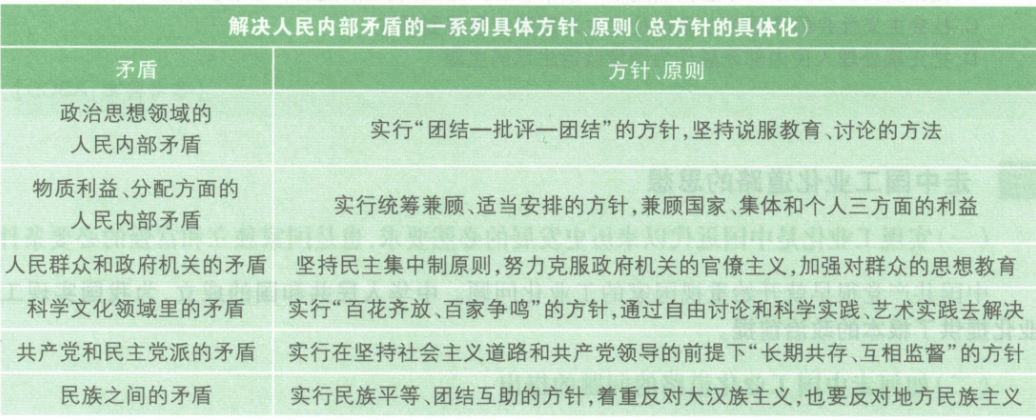 解决人民内部矛盾的一系列具体方针、原则(总方针的具体化)
矛盾
方针、原则
政治思想领域的
人民内部矛盾
实行“团结—批评—团结”的方针,坚持说服教育、讨论的方法
物质利益、分配方面的
人民内部矛盾
实行统筹兼顾、适当安排的方针,兼顾国家、集体和个人三方面的利益
人民群众和政府机关的矛盾
坚持民主集中制原则,努力克服政府机关的官僚主义,加强对群众的思想教育
科学文化领域里的矛盾
实行“百花齐放、百家争鸣”的方针,通过自由讨论和科学实践、艺术实践去解决
共产党和民主党派的矛盾
实行在坚持社会主义道路和共产党领导的前提下“长期共存、互相监督”的方针
民族之间的矛盾
实行民族平等、团结互助的方针,着重反对大汉族主义,也要反对地方民族主义